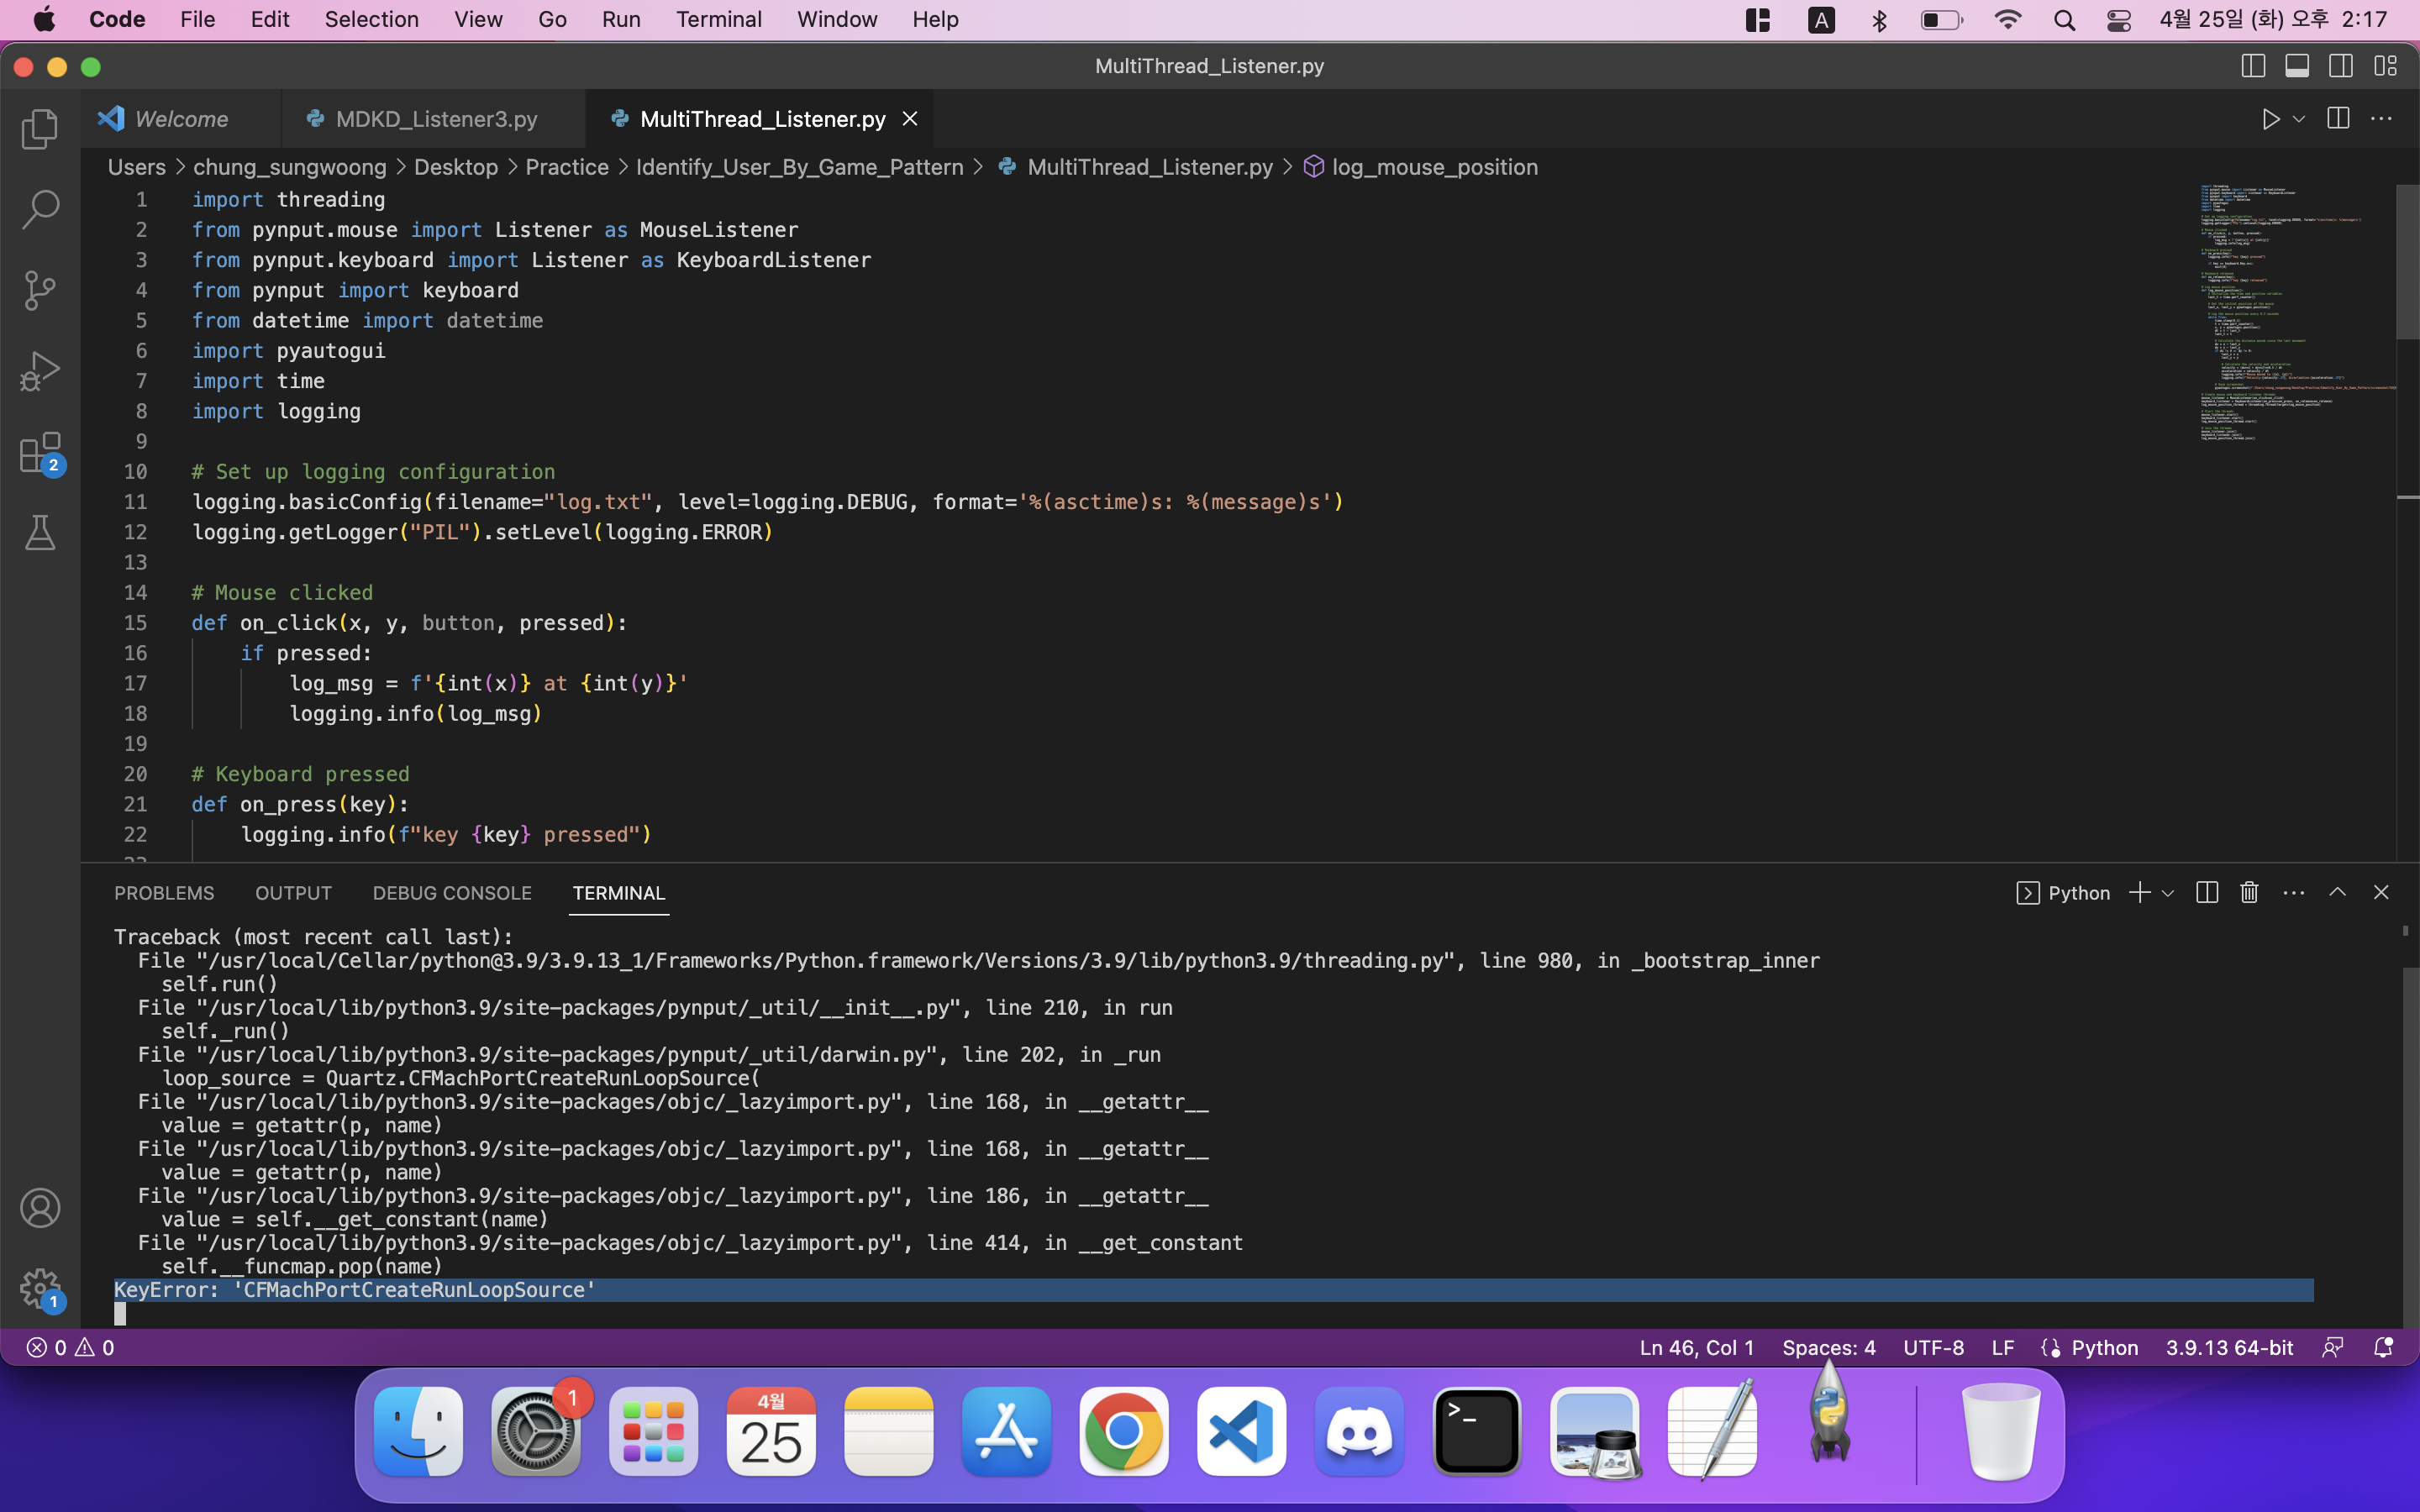 Code File Edit Selection View Go Run Terminal Window Help A 4월 25일 (화) 오후 2:17
MultiThread_Listener.py
Welcome MDKD_Listener3.py MultiThread_Listener.py
Users > chung_sungwoong > Desktop > Practice > Identify_User_By_Game_Pattern > MultiThread_Listener.py > log_mouse_position
1 import threading
2 from pynput.mouse import Listener as MouseListener
3 from pynput.keyboard import Listener as KeyboardListener
4 from pynput import keyboard
5 from datetime import datetime
6 import pyautogui
7 import time
8 import logging
9
10 # Set up logging configuration
11 logging.basicConfig(filename="log.txt", level=logging.DEBUG, format='%(asctime)s: %(message)s')
12 logging.getLogger("PIL").setLevel(logging.ERROR)
13
14 # Mouse clicked
15 def on_click(x, y, button, pressed):
16 if pressed:
17 log_msg = f'{int(x)} at {int(y)}'
18 logging.info(log_msg)
19
20 # Keyboard pressed
21 def on_press(key):
22 logging.info(f"key {key} pressed")
2
PROBLEMS OUTPUT DEBUG CONSOLE TERMINAL Python
Traceback (most recent call last):
File "/usr/local/Cellar/python@3.9/3.9.13_1/Frameworks/Python.framework/Versions/3.9/lib/python3.9/threading.py", line 980, in _bootstrap_inner
self.run()
File "/usr/local/lib/python3.9/site-packages/pynput/_util/__init__.py", line 210, in run
self._run()
File "/usr/local/lib/python3.9/site-packages/pynput/_util/darwin.py", line 202, in _run
loop_source = Quartz.CFMachPortCreateRunLoopSource(
File "/usr/local/lib/python3.9/site-packages/objc/_lazyimport.py", line 168, in __getattr__
value = getattr(p, name)
File "/usr/local/lib/python3.9/site-packages/objc/_lazyimport.py", line 168, in __getattr__
value = getattr(p, name)
File "/usr/local/lib/python3.9/site-packages/objc/_lazyimport.py", line 186, in __getattr__
value = self.__get_constant(name)
File "/usr/local/lib/python3.9/site-packages/objc/_lazyimport.py", line 414, in __get_constant
self.__funcmap.pop(name)
KeyError: 'CFMachPortCreateRunLoopSource'
1
0 0 Ln 46, Col 1 Spaces: 4 UTF-8 LF Python 3.9.13 64-bit
1
4월
25
>_